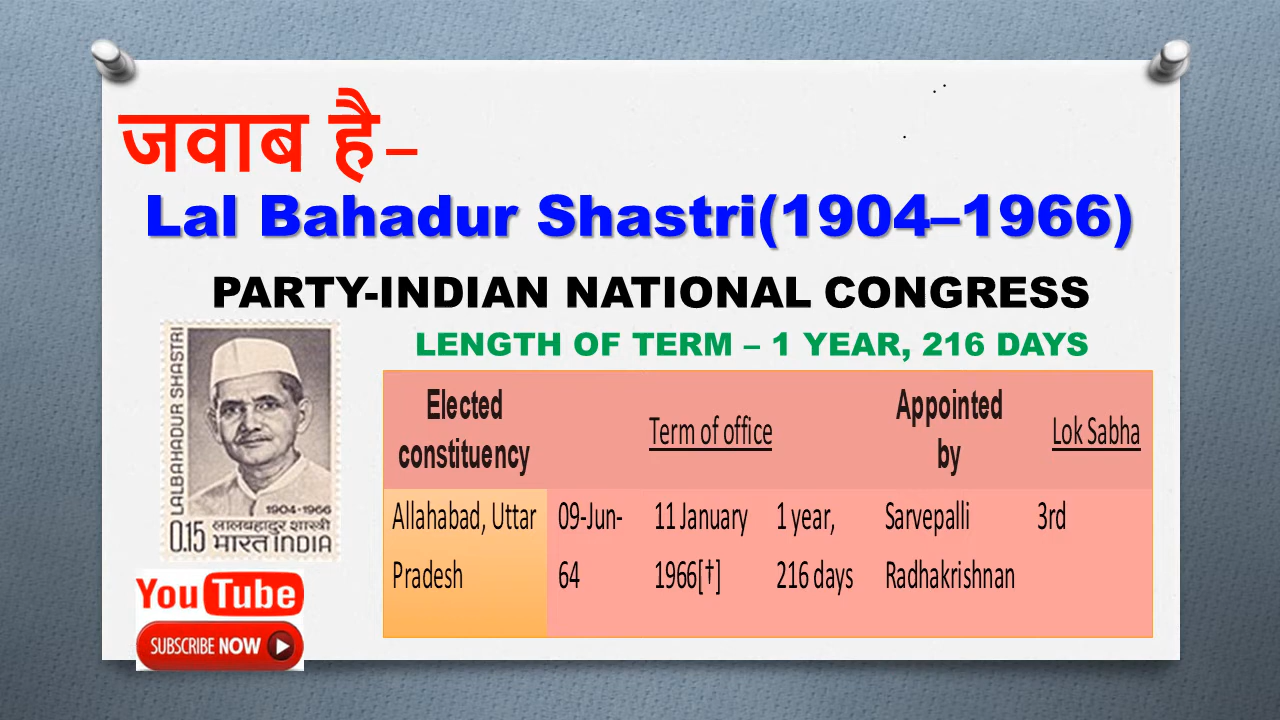 जवाब है–
Lal Bahadur Shastri(1904–1966)
PARTY-INDIAN NATIONAL CONGRESS
LENGTH OF TERM – 1 YEAR, 216 DAYS
LALBAHADUR SHASTRI
1904-1966
लालबहादुर शास्त्री
0.15 भारत INDIA
Elected constituency Term of office Appointed by Lok Sabha
Allahabad, Uttar 09-Jun- 11 January 1 year, Sarvepalli 3rd
Pradesh 64 1966[†] 216 days Radhakrishnan
You Tube
SUBSCRIBE NOW